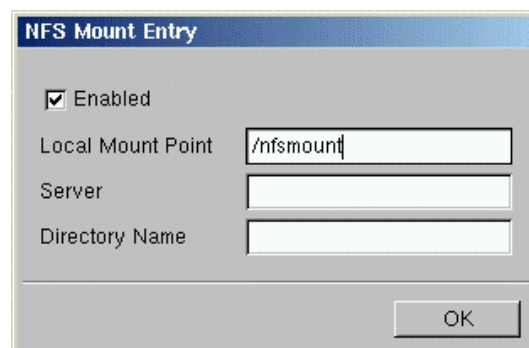 NFS Mount Entry
Enabled
Local Mount Point /nfsmount
Server
Directory Name
OK